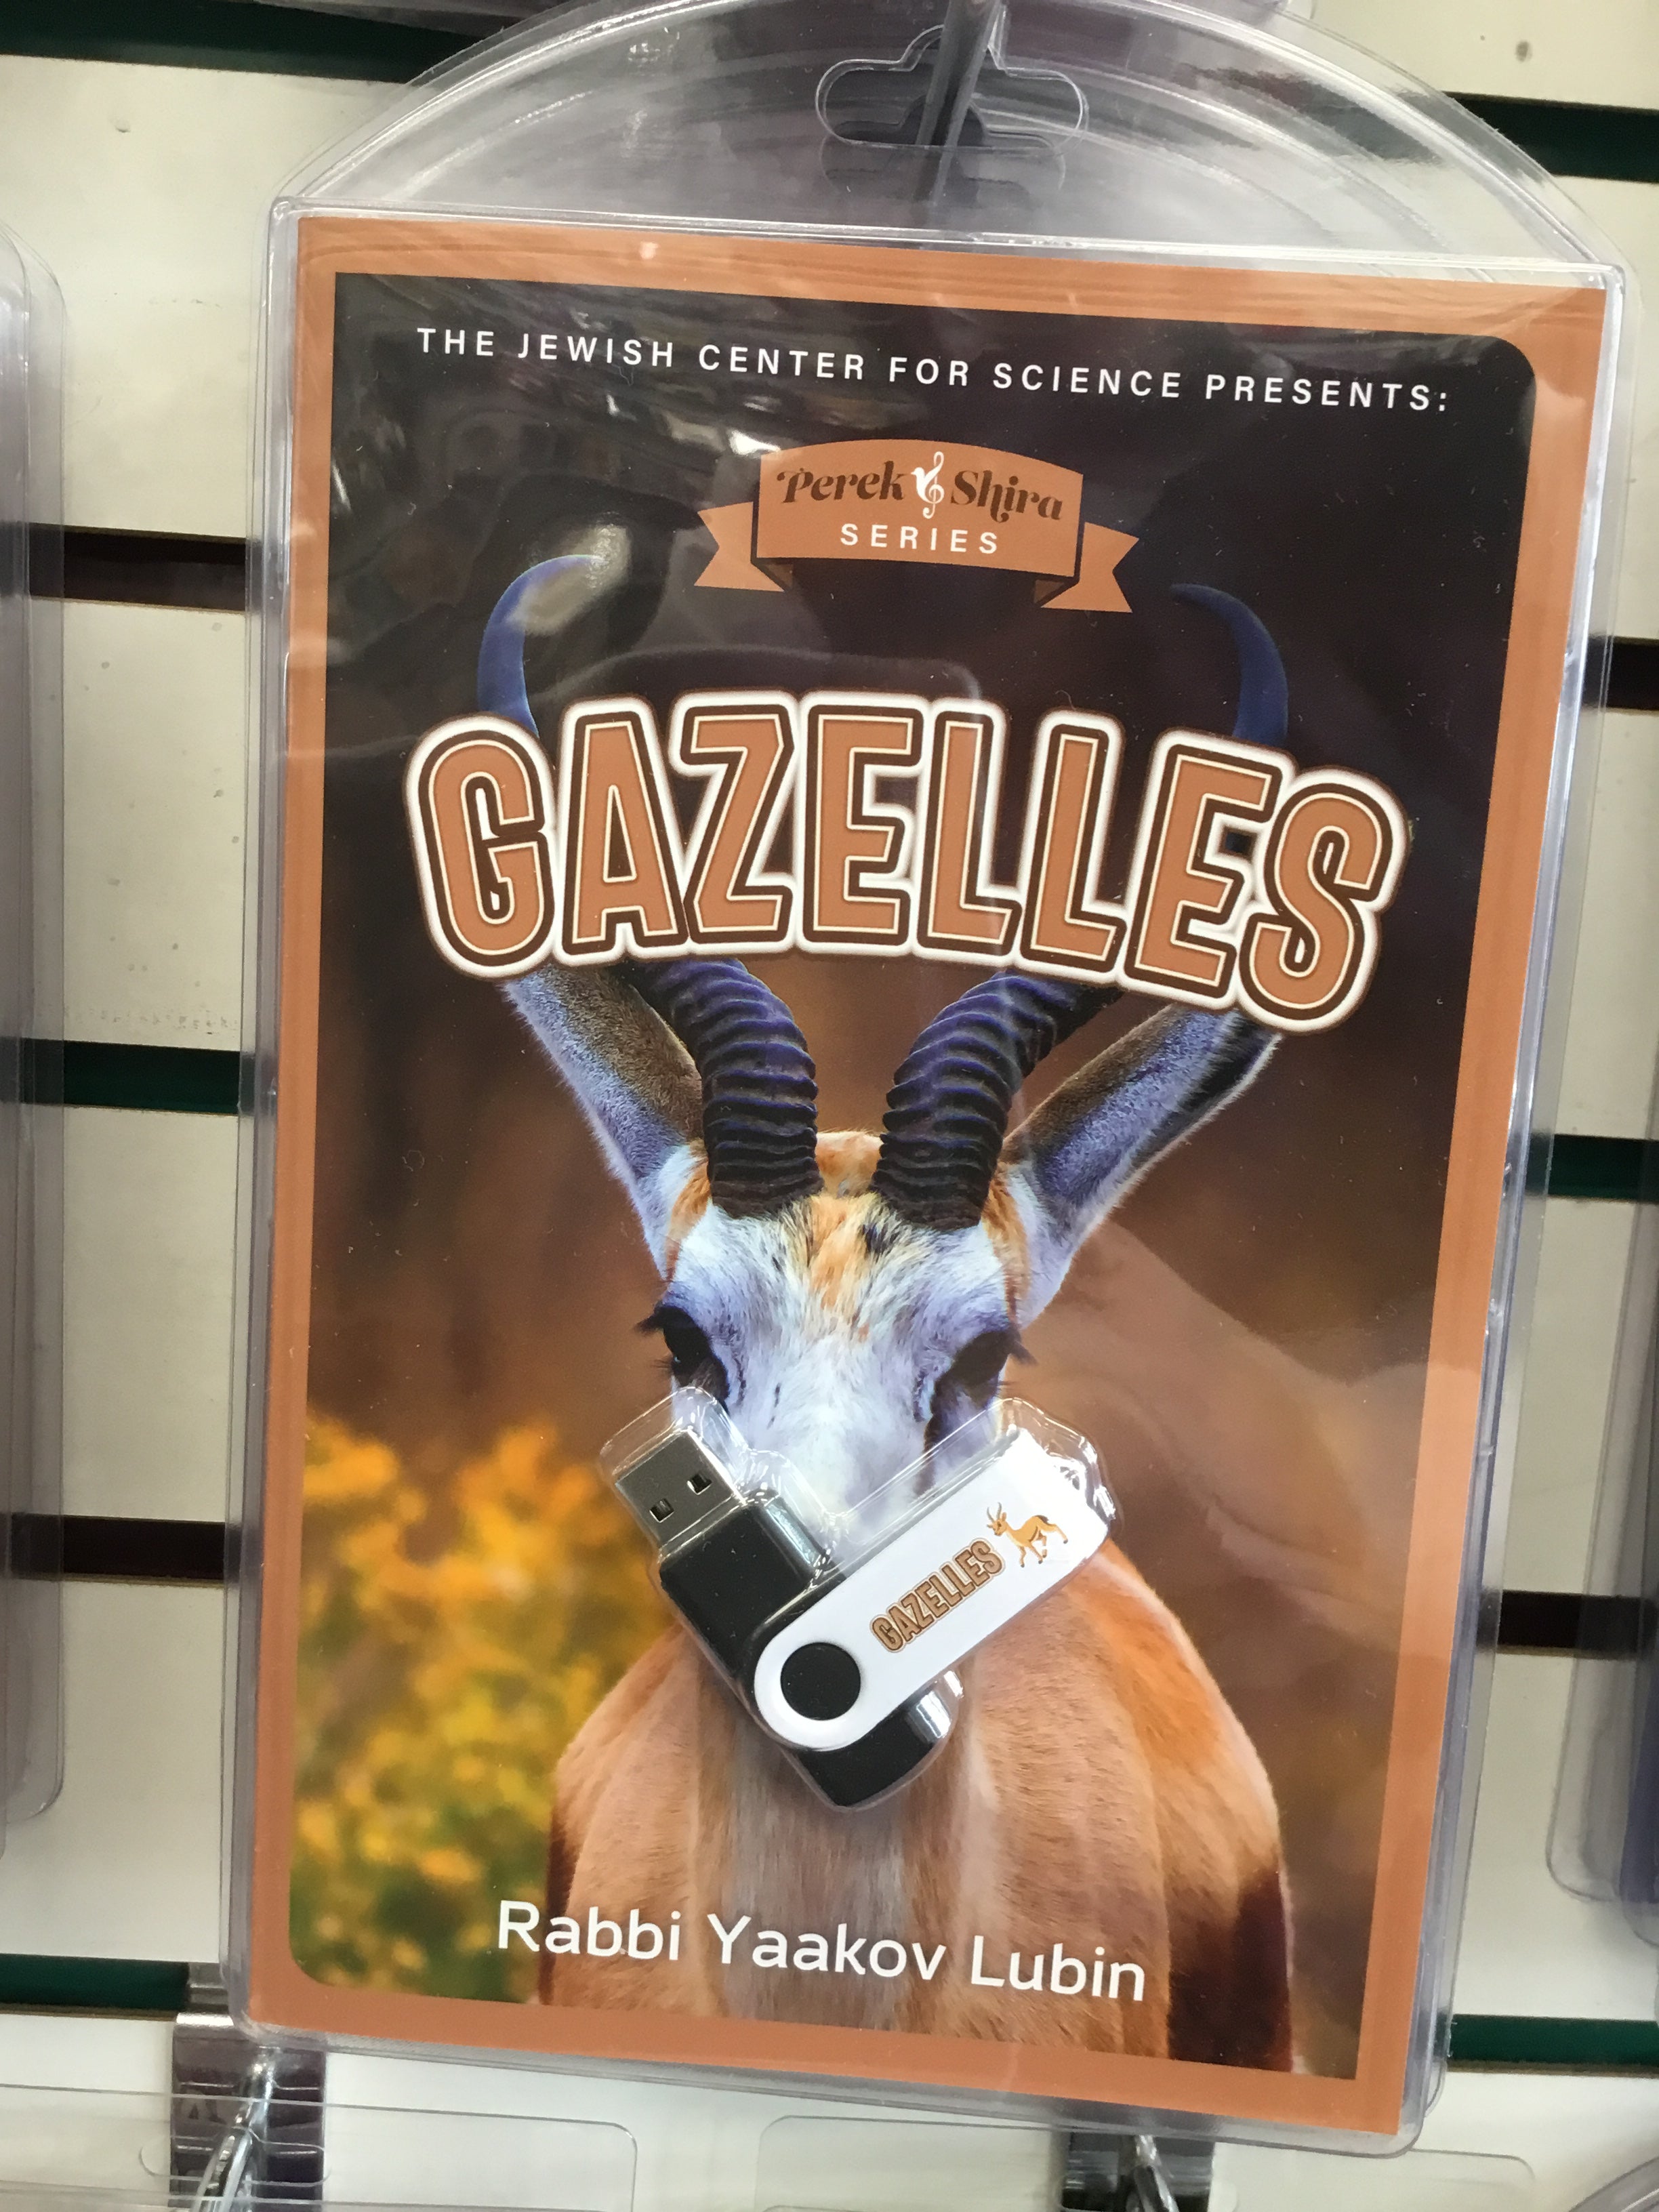 THE JEWISH CENTER FOR SCIENCE PRESENTS:
Perek Shira
SERIES
GAZELLES
GAZELLES
Rabbi Yaakov Lubin